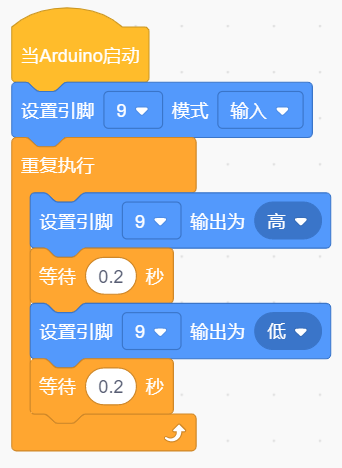 当Arduino启动
设置引脚 9 模式 输入
重复执行
设置引脚 9 输出为 高
等待 0.2 秒
设置引脚 9 输出为 低
等待 0.2 秒